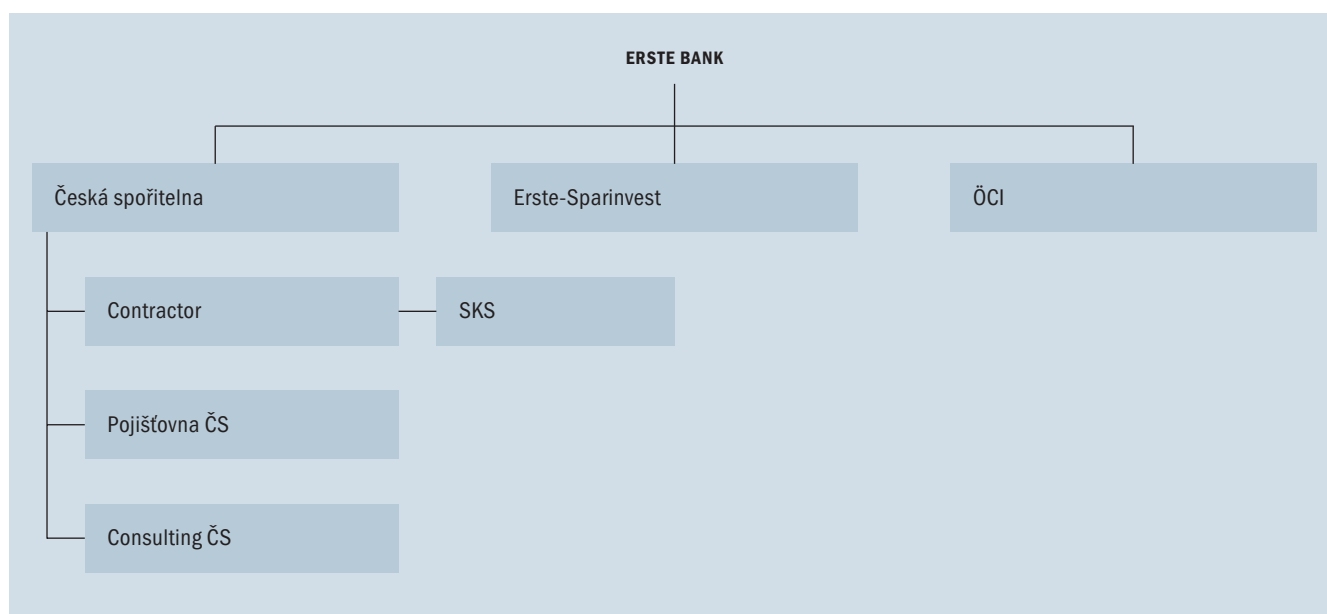 ERSTE BANK
Česká spořitelna
Erste-Sparinvest
ÖCI
Contractor
SKS
Pojišťovna ČS
Consulting ČS